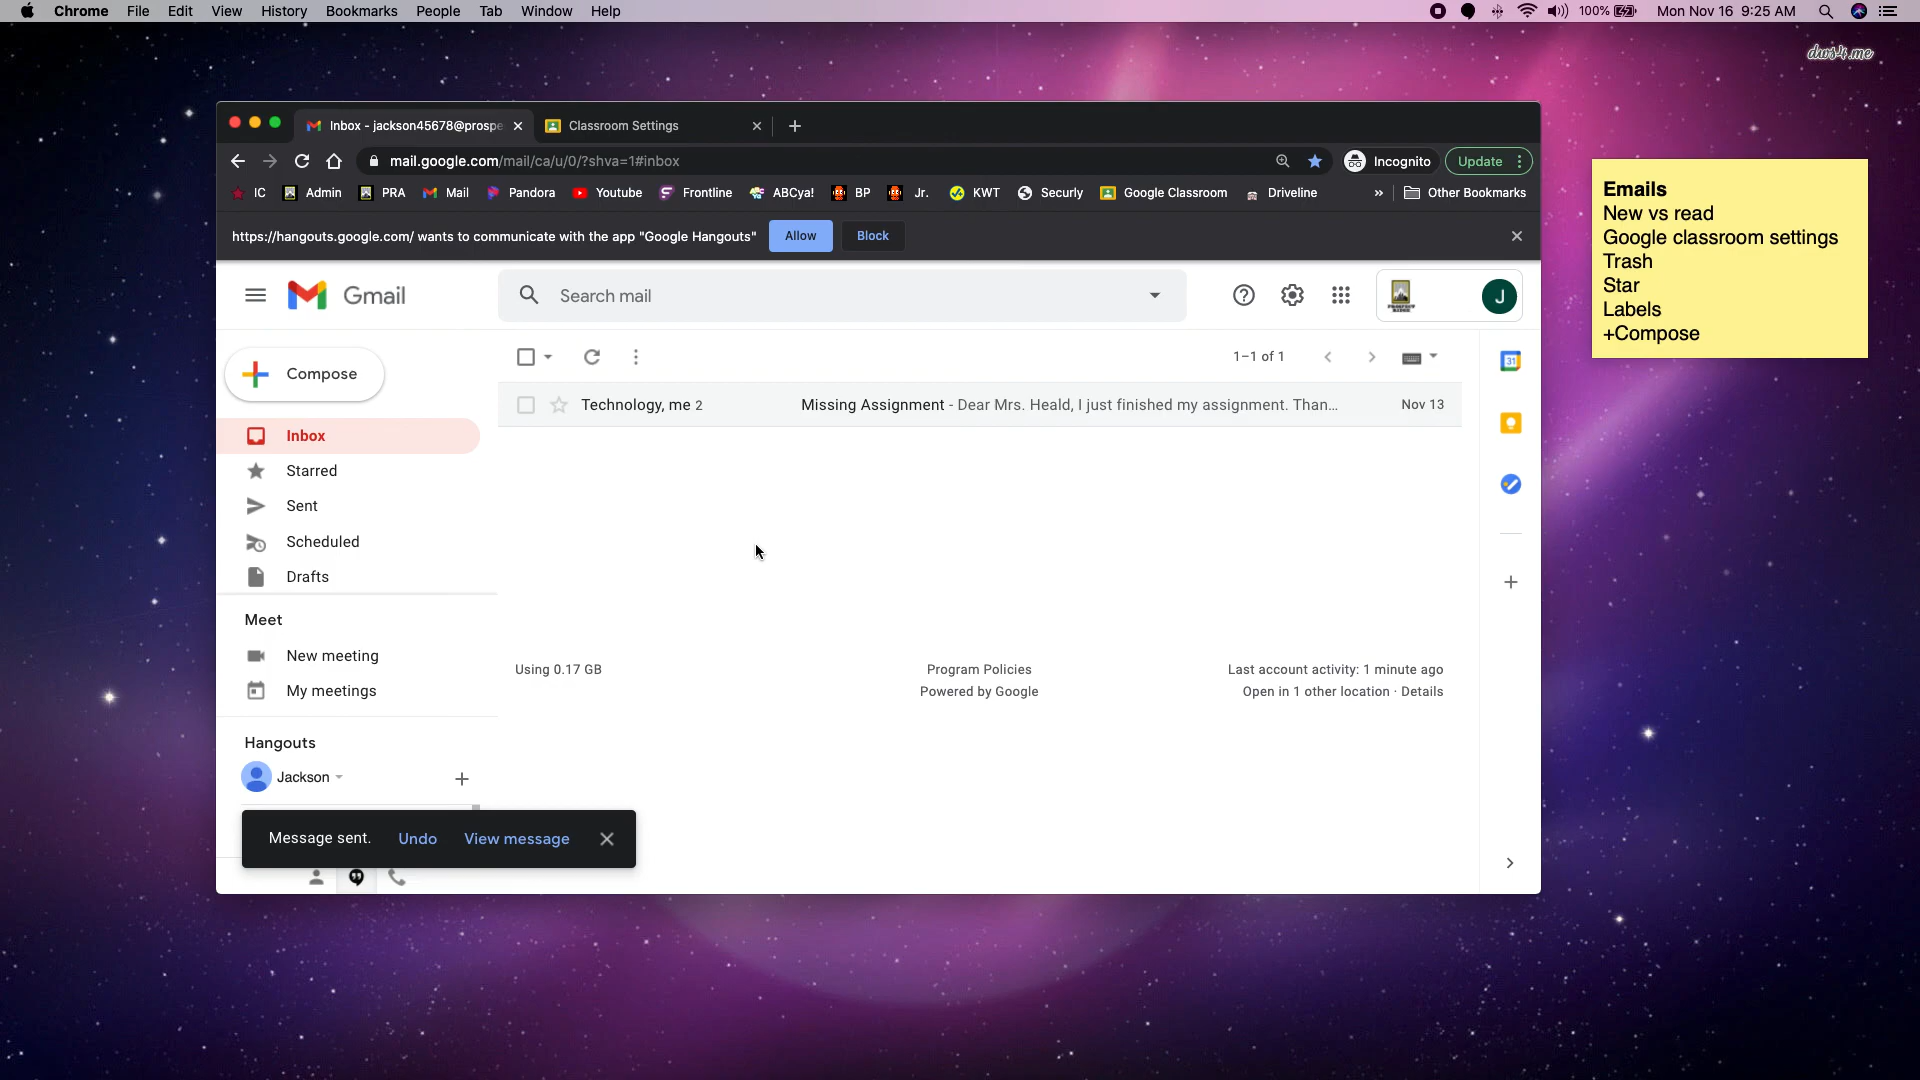 Chrome File Edit View History Bookmarks People Tab Window Help 100% Mon Nov 16 9:25 AM
dws4.me
Inbox - jackson45678@prospe Classroom Settings
mail.google.com/mail/ca/u/0/?shva=1#inbox Incognito Update
IC Admin PRA Mail Pandora Youtube Frontline ABCya! BP Jr. KWT Securly Google Classroom Driveline » Other Bookmarks
https://hangouts.google.com/ wants to communicate with the app "Google Hangouts" Allow Block
Gmail Search mail J
Compose 1–1 of 1
Technology, me 2 Missing Assignment - Dear Mrs. Heald, I just finished my assignment. Than... Nov 13
Inbox
Starred
Sent
Scheduled
Drafts
Meet
New meeting
My meetings
Using 0.17 GB Program Policies Last account activity: 1 minute ago
Powered by Google Open in 1 other location · Details
Hangouts
Jackson
Message sent. Undo View message
31
Emails
New vs read
Google classroom settings
Trash
Star
Labels
+Compose